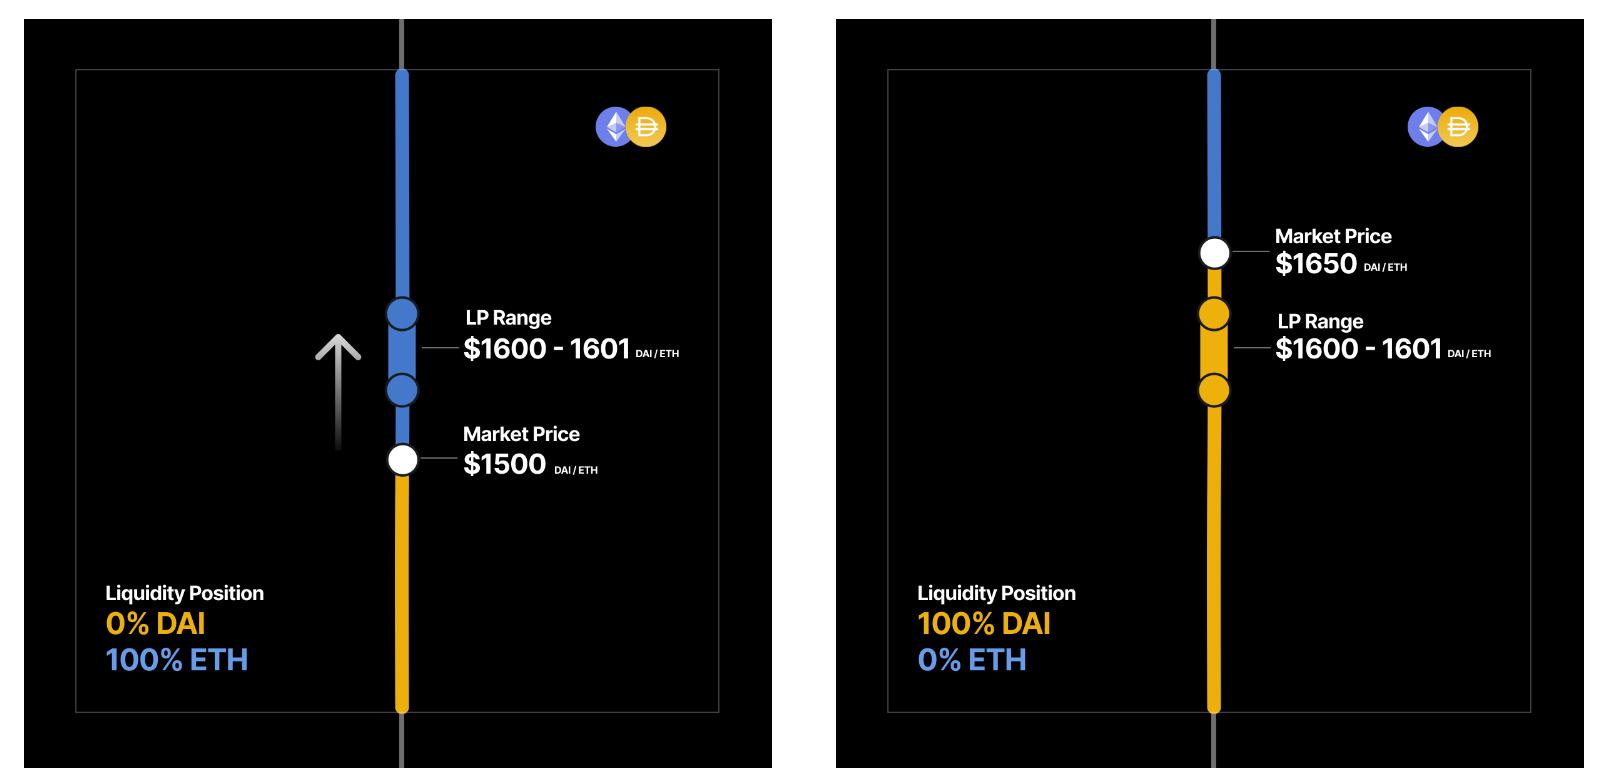 LP Range
$1600 - 1601 DAI / ETH
Market Price
$1500 DAI / ETH
Liquidity Position
0% DAI
100% ETH
Market Price
$1650 DAI / ETH
LP Range
$1600 - 1601 DAI / ETH
Liquidity Position
100% DAI
0% ETH